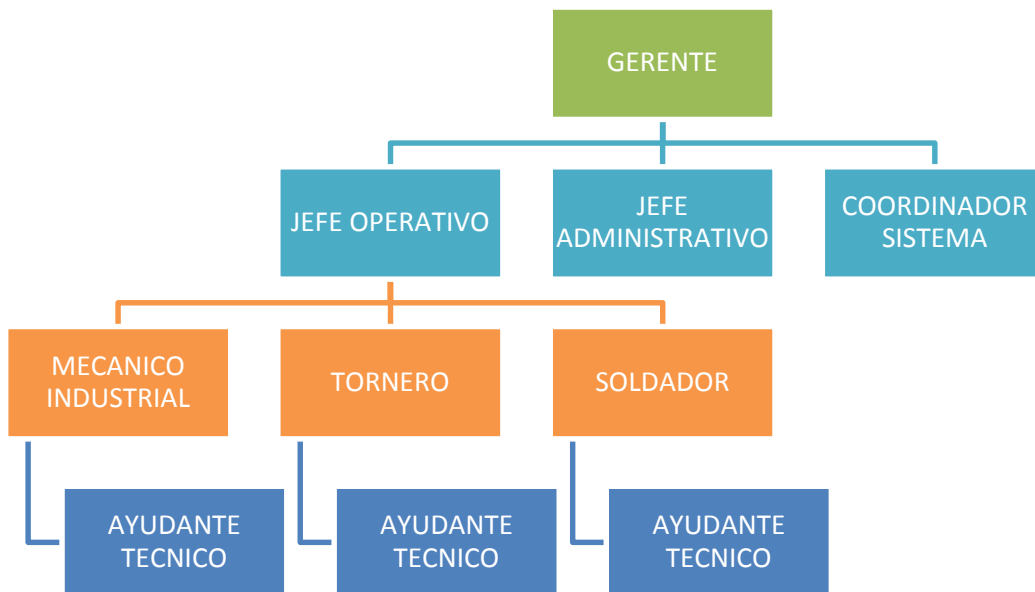 GERENTE
JEFE OPERATIVO
JEFE
ADMINISTRATIVO
COORDINADOR
SISTEMA
MECANICO
INDUSTRIAL
TORNERO
SOLDADOR
AYUDANTE
TECNICO
AYUDANTE
TECNICO
AYUDANTE
TECNICO